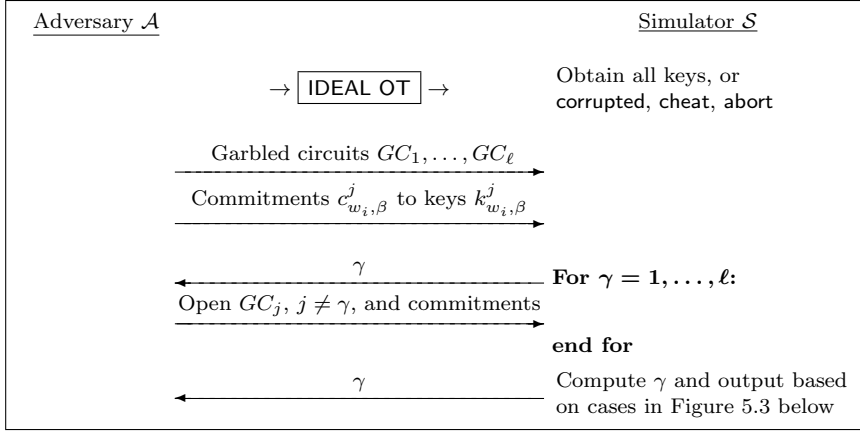 Adversary 𝒜
Simulator 𝒮
→ IDEAL OT →
Obtain all keys, or
corrupted, cheat, abort
Garbled circuits GC₁, . . . , GC_ℓ
Commitments c^j_{w_i,β} to keys k^j_{w_i,β}
γ
For γ = 1, . . . , ℓ:
Open GC_j, j ≠ γ, and commitments
end for
γ
Compute γ and output based
on cases in Figure 5.3 below